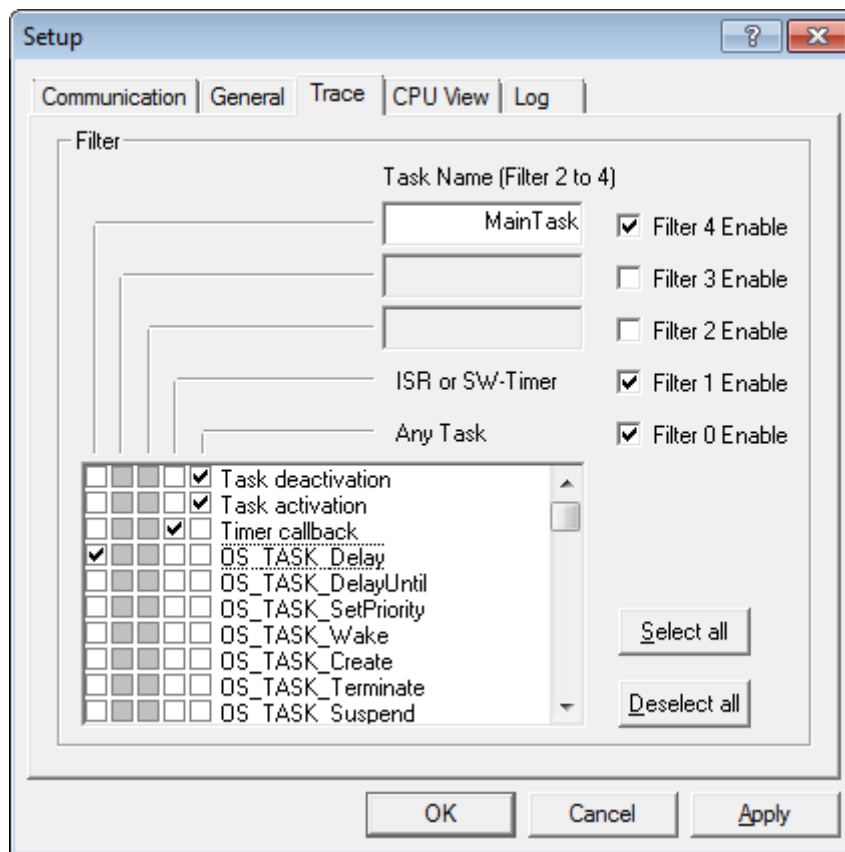 Setup
Communication General Trace CPU View Log
Filter
Task Name (Filter 2 to 4)
MainTask Filter 4 Enable
Filter 3 Enable
Filter 2 Enable
ISR or SW-Timer Filter 1 Enable
Any Task Filter 0 Enable
Task deactivation
Task activation
Timer callback
OS_TASK_Delay
OS_TASK_DelayUntil
OS_TASK_SetPriority
OS_TASK_Wake
OS_TASK_Create
OS_TASK_Terminate
OS_TASK_Suspend
Select all
Deselect all
OK Cancel Apply